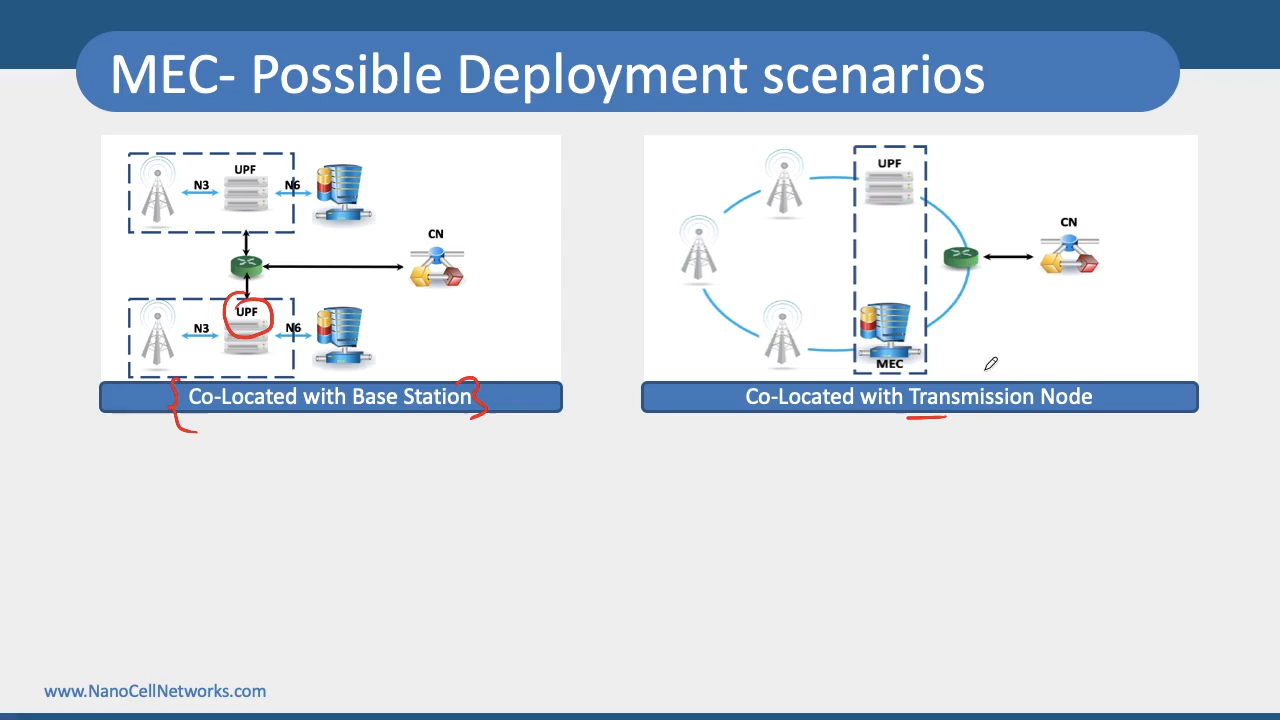 MEC- Possible Deployment scenarios
UPF
N3
N6
CN
UPF
N3
N6
Co-Located with Base Station
UPF
CN
MEC
Co-Located with Transmission Node
www.NanoCellNetworks.com